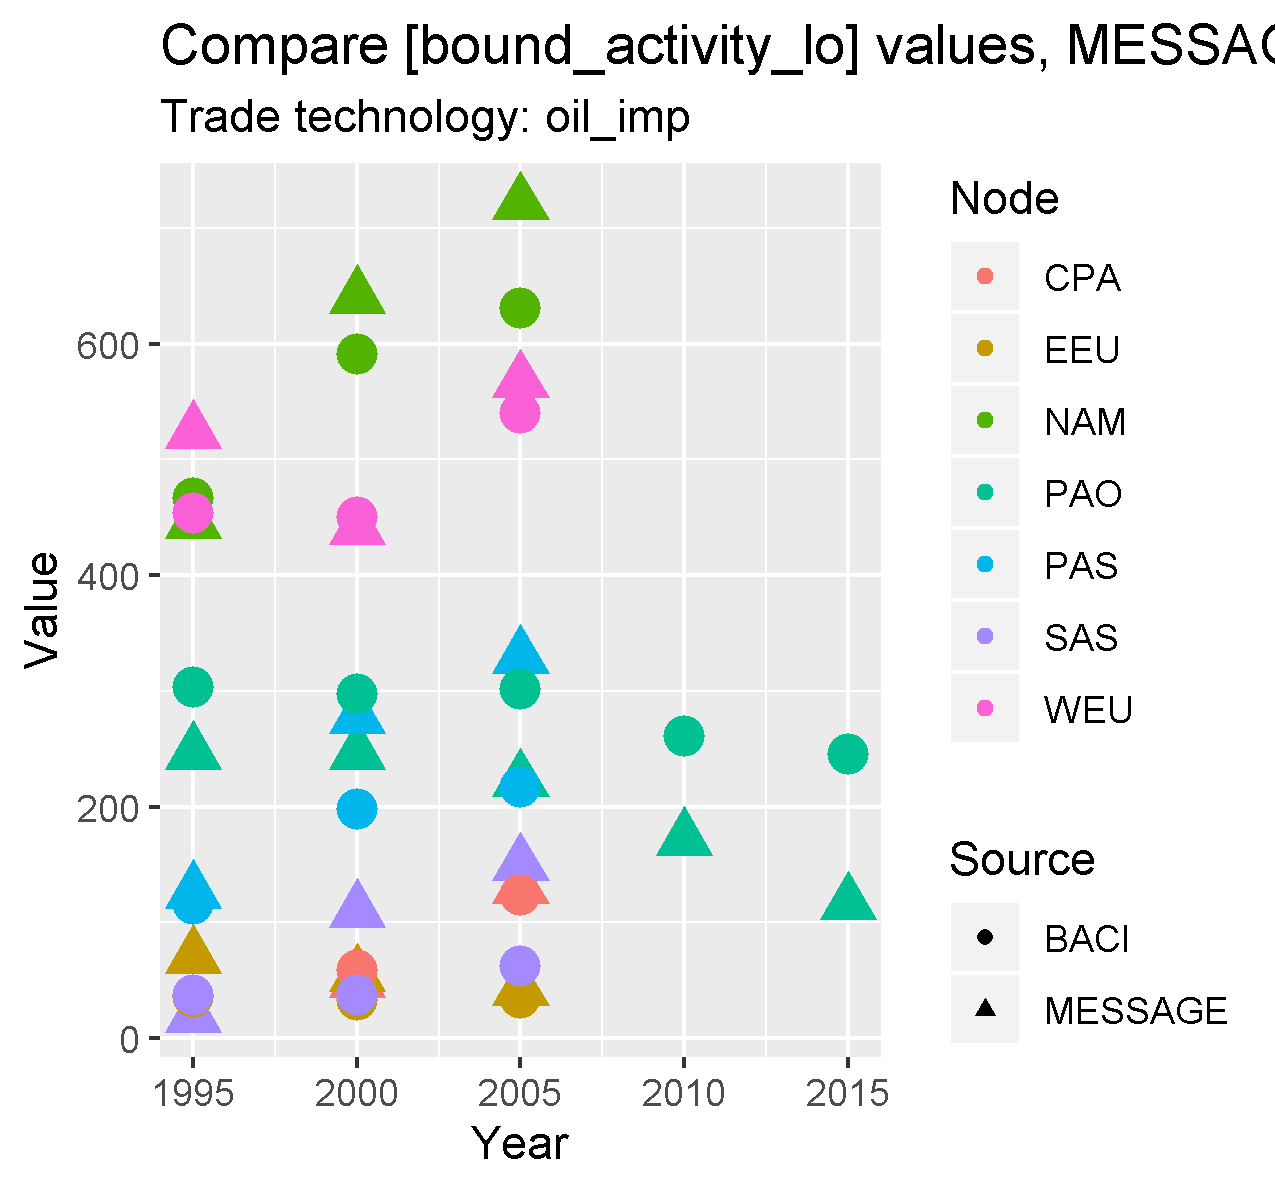 Compare [bound_activity_lo] values, MESSAG
Trade technology: oil_imp
Value
600
400
200
0
1995 2000 2005 2010 2015
Year
Node
CPA
EEU
NAM
PAO
PAS
SAS
WEU
Source
BACI
MESSAGE